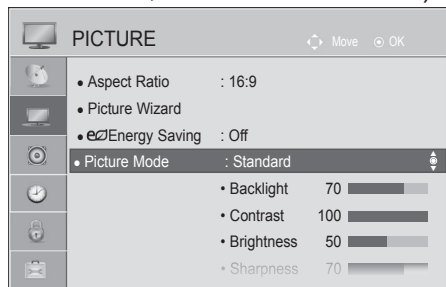 PICTURE
Move OK
• Aspect Ratio : 16:9
• Picture Wizard
• Energy Saving : Off
• Picture Mode : Standard
• Backlight 70
• Contrast 100
• Brightness 50
• Sharpness 70